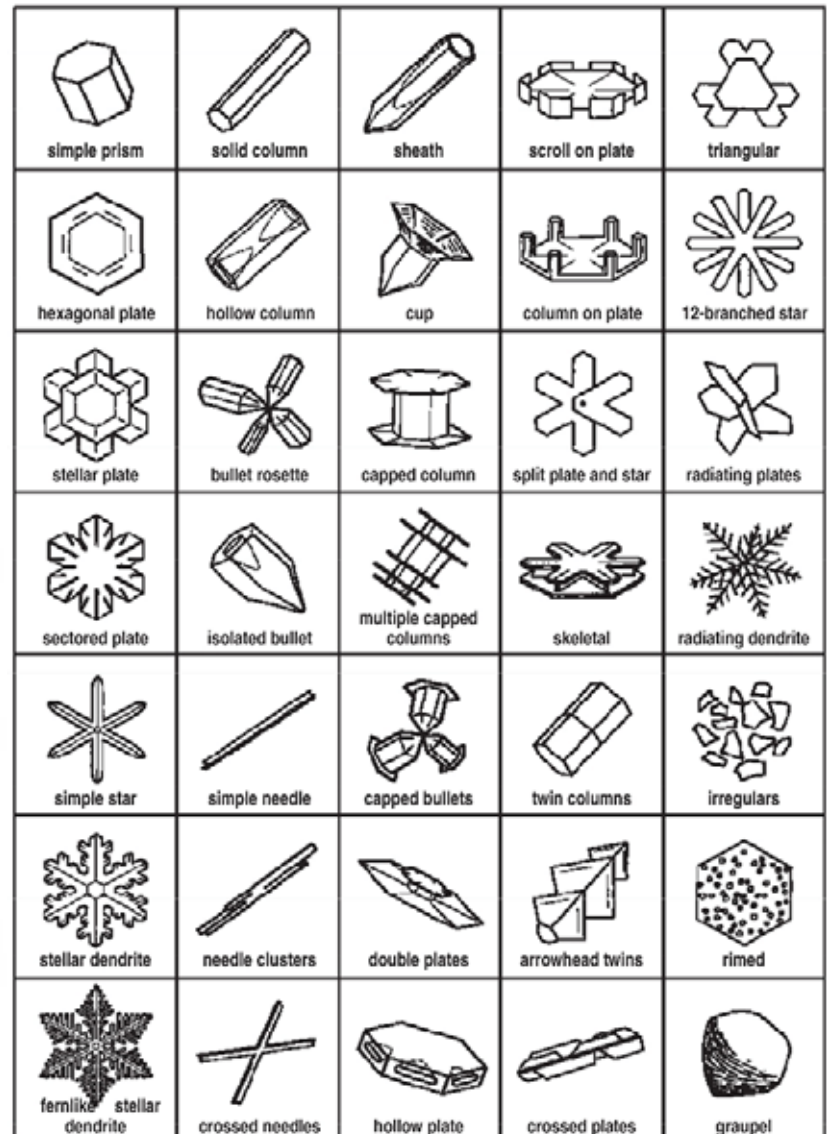 simple prism
solid column
sheath
scroll on plate
triangular
hexagonal plate
hollow column
cup
column on plate
12-branched star
stellar plate
bullet rosette
capped column
split plate and star
radiating plates
sectored plate
isolated bullet
multiple capped
columns
skeletal
radiating dendrite
simple star
simple needle
capped bullets
twin columns
irregulars
stellar dendrite
needle clusters
double plates
arrowhead twins
rimed
fernlike stellar
dendrite
crossed needles
hollow plate
crossed plates
graupel